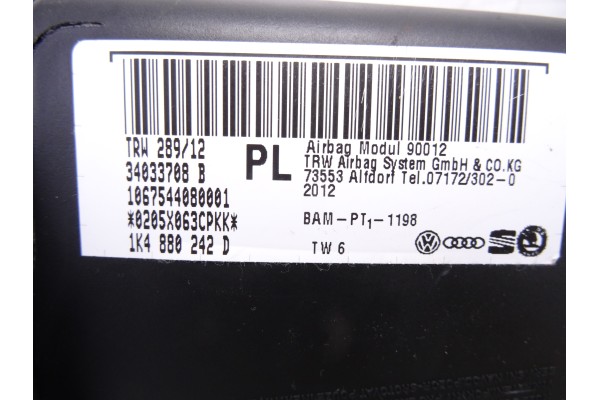 TRW 289/12
34033708 B
1067544080001
*0205X063CPKK*
1K4 880 242 D
PL
Airbag Modul 90012
TRW Airbag System GmbH & CO.KG
73553 Alfdorf Tel.07172/302-0
2012
BAM-PT1-1198
TW 6